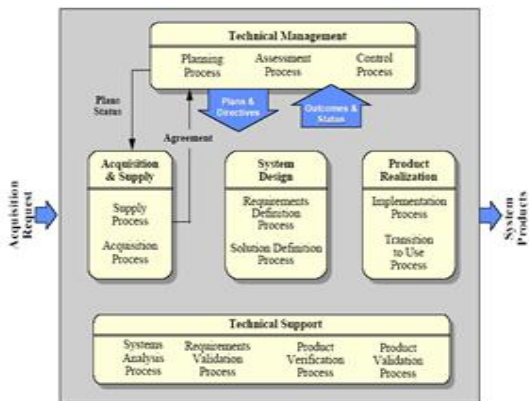 Technical Management
Planning Process
Assessment Process
Control Process
Plans & Directives
Outcomes & Status
Plans Status
Agreement
Acquisition & Supply
Supply Process
Acquisition Process
System Design
Requirements Definition Process
Solution Definition Process
Product Realization
Implementation Process
Transition to Use Process
Acquisition Request
System Products
Technical Support
Systems Analysis Process
Requirements Validation Process
Product Verification Process
Product Validation Process